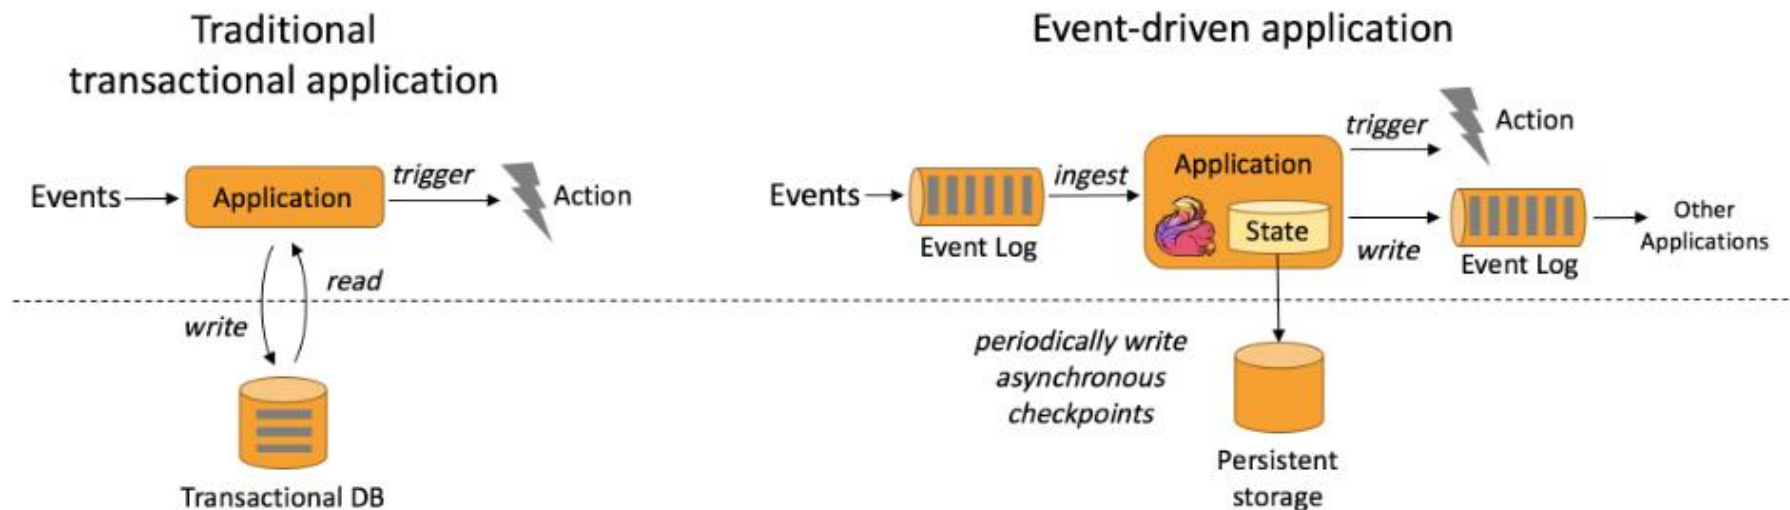 Traditional
transactional application
Events
Application
trigger
Action
read
write
Transactional DB
Event-driven application
Events
Event Log
ingest
Application
State
trigger
Action
write
Event Log
Other
Applications
periodically write
asynchronous
checkpoints
Persistent
storage